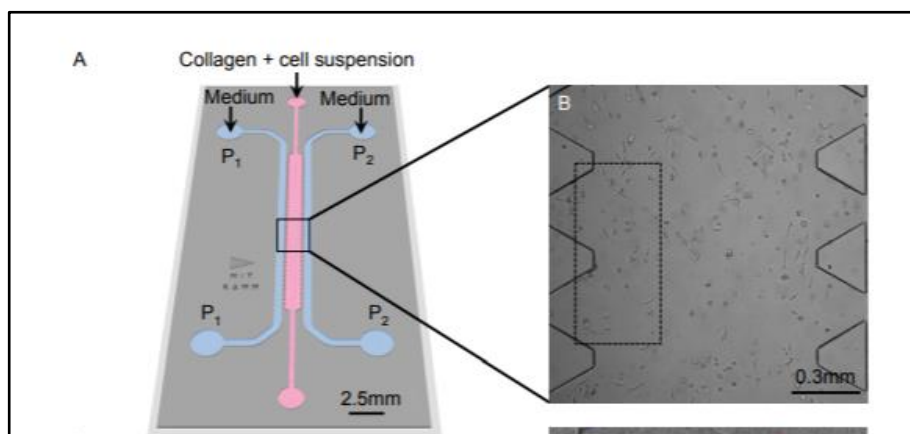 A
Collagen + cell suspension
Medium Medium
P1 P2
P1 P2
2.5mm
B
0.3mm